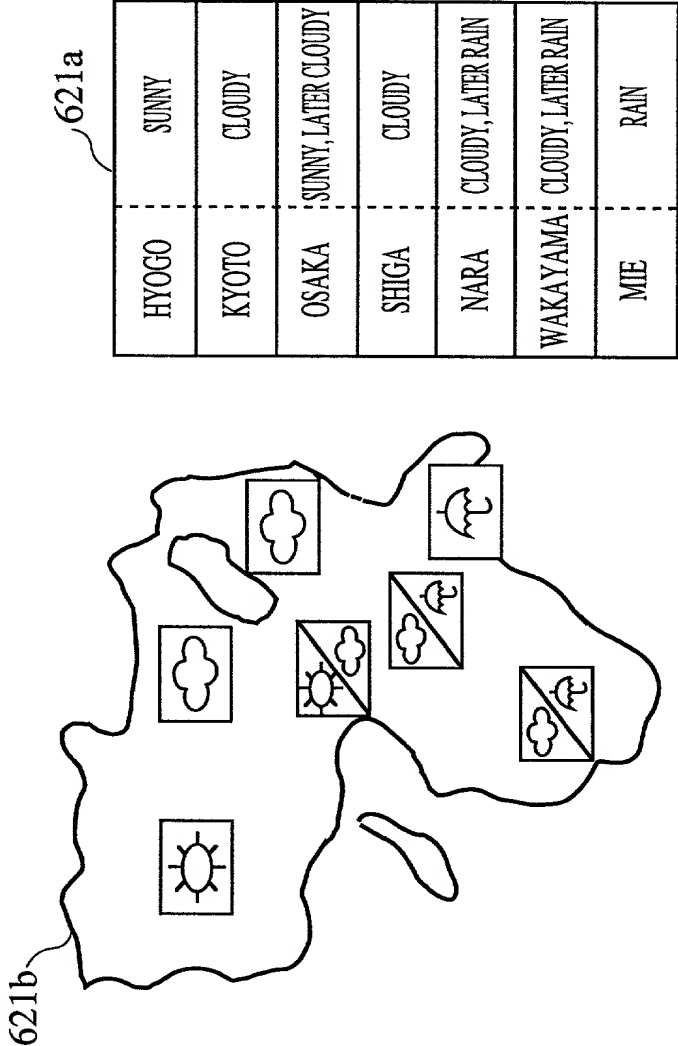 621b
621a
HYOGO SUNNY
KYOTO CLOUDY
OSAKA SUNNY, LATER CLOUDY
SHIGA CLOUDY
NARA CLOUDY, LATER RAIN
WAKAYAMA CLOUDY, LATER RAIN
MIE RAIN